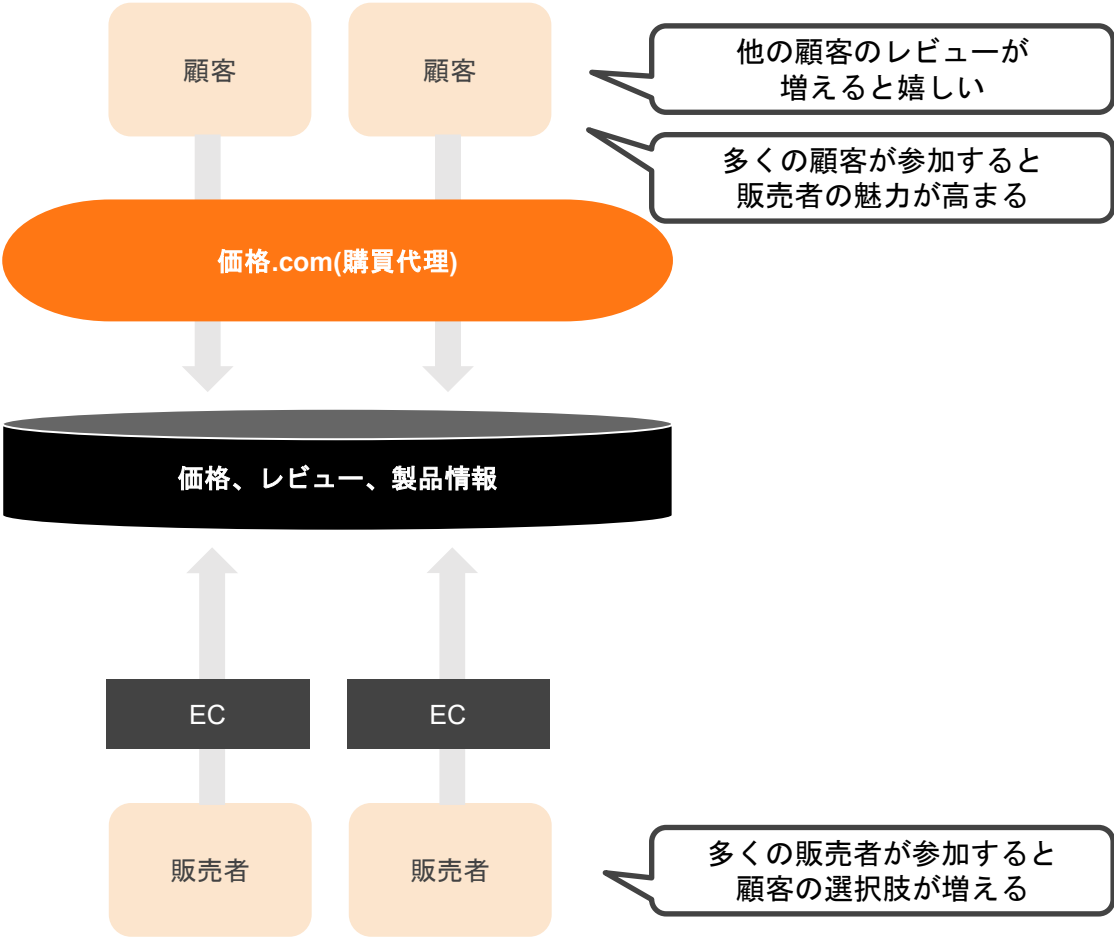 顧客
顧客
他の顧客のレビューが
増えると嬉しい
多くの顧客が参加すると
販売者の魅力が高まる
価格.com(購買代理)
価格、レビュー、製品情報
EC
EC
販売者
販売者
多くの販売者が参加すると
顧客の選択肢が増える